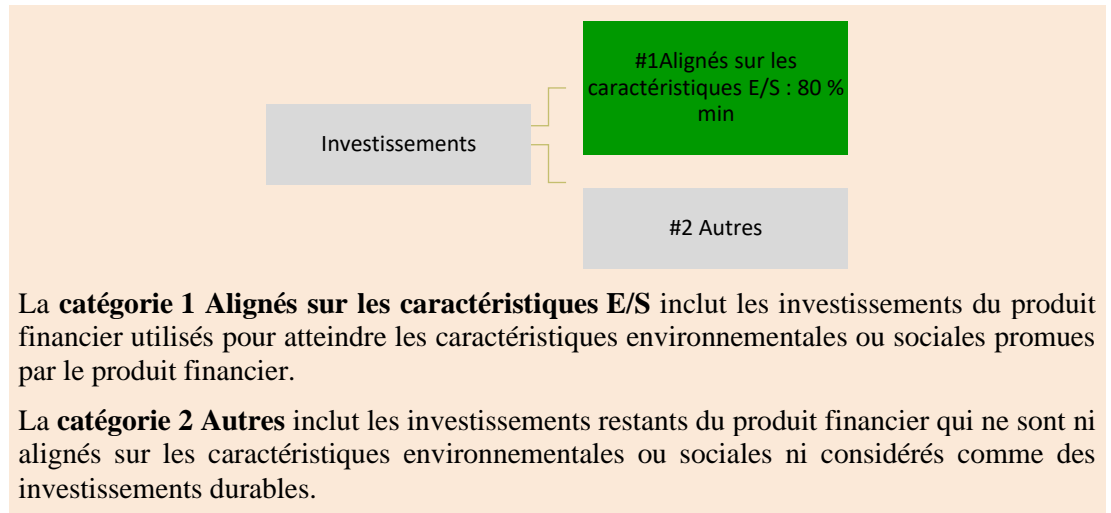 #1Alignés sur les
caractéristiques E/S : 80 %
min
Investissements
#2 Autres
La catégorie 1 Alignés sur les caractéristiques E/S inclut les investissements du produit
financier utilisés pour atteindre les caractéristiques environnementales ou sociales promues
par le produit financier.
La catégorie 2 Autres inclut les investissements restants du produit financier qui ne sont ni
alignés sur les caractéristiques environnementales ou sociales ni considérés comme des
investissements durables.